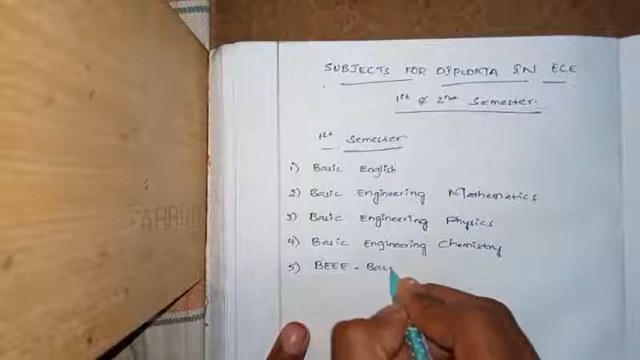 SUBJECTS FOR DIPLOMA IN ECE
1st & 2nd Semester.
1st Semester
1) Basic English
2) Basic Engineering Mathematics
3) Basic Engineering Physics
4) Basic Engineering Chemistry
5) BEEE - Basi